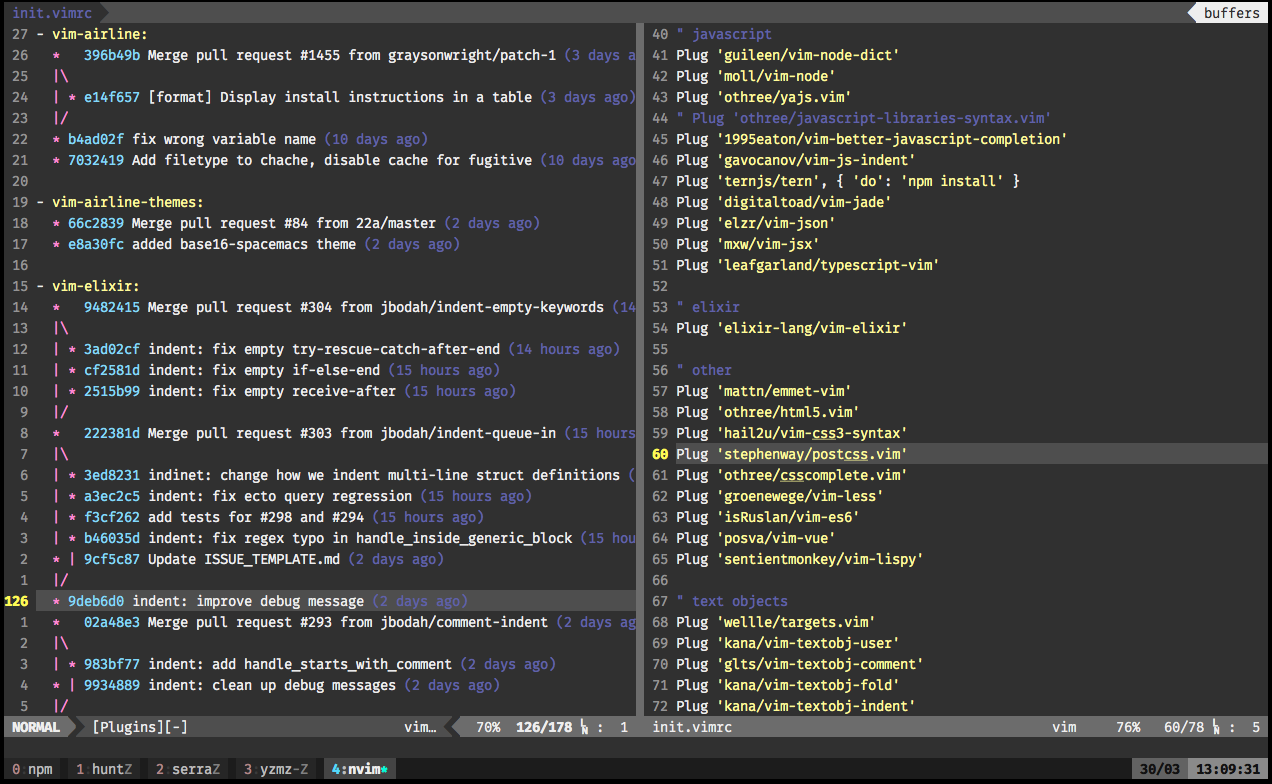 init.vimrc buffers
27 - vim-airline:
26 * 396b49b Merge pull request #1455 from graysonwright/patch-1 (3 days a
25 |\
24 | * e14f657 [format] Display install instructions in a table (3 days ago)
23 |/
22 * b4ad02f fix wrong variable name (10 days ago)
21 * 7032419 Add filetype to chache, disable cache for fugitive (10 days ago
20
19 - vim-airline-themes:
18 * 66c2839 Merge pull request #84 from 22a/master (2 days ago)
17 * e8a30fc added base16-spacemacs theme (2 days ago)
16
15 - vim-elixir:
14 * 9482415 Merge pull request #304 from jbodah/indent-empty-keywords (14
13 |\
12 | * 3ad02cf indent: fix empty try-rescue-catch-after-end (14 hours ago)
11 | * cf2581d indent: fix empty if-else-end (15 hours ago)
10 | * 2515b99 indent: fix empty receive-after (15 hours ago)
9 |/
8 * 222381d Merge pull request #303 from jbodah/indent-queue-in (15 hours
7 |\
6 | * 3ed8231 indinet: change how we indent multi-line struct definitions (
5 | * a3ec2c5 indent: fix ecto query regression (15 hours ago)
4 | * f3cf262 add tests for #298 and #294 (15 hours ago)
3 | * b46035d indent: fix regex typo in handle_inside_generic_block (15 hou
2 * | 9cf5c87 Update ISSUE_TEMPLATE.md (2 days ago)
1 |/
126 * 9deb6d0 indent: improve debug message (2 days ago)
1 * 02a48e3 Merge pull request #293 from jbodah/comment-indent (2 days ag
2 |\
3 | * 983bf77 indent: add handle_starts_with_comment (2 days ago)
4 * | 9934889 indent: clean up debug messages (2 days ago)
5 |/
40 " javascript
41 Plug 'guileen/vim-node-dict'
42 Plug 'moll/vim-node'
43 Plug 'othree/yajs.vim'
44 " Plug 'othree/javascript-libraries-syntax.vim'
45 Plug '1995eaton/vim-better-javascript-completion'
46 Plug 'gavocanov/vim-js-indent'
47 Plug 'ternjs/tern', { 'do': 'npm install' }
48 Plug 'digitaltoad/vim-jade'
49 Plug 'elzr/vim-json'
50 Plug 'mxw/vim-jsx'
51 Plug 'leafgarland/typescript-vim'
52
53 " elixir
54 Plug 'elixir-lang/vim-elixir'
55
56 " other
57 Plug 'mattn/emmet-vim'
58 Plug 'othree/html5.vim'
59 Plug 'hail2u/vim-css3-syntax'
60 Plug 'stephenway/postcss.vim'
61 Plug 'othree/csscomplete.vim'
62 Plug 'groenewege/vim-less'
63 Plug 'isRuslan/vim-es6'
64 Plug 'posva/vim-vue'
65 Plug 'sentientmonkey/vim-lispy'
66
67 " text objects
68 Plug 'wellle/targets.vim'
69 Plug 'kana/vim-textobj-user'
70 Plug 'glts/vim-textobj-comment'
71 Plug 'kana/vim-textobj-fold'
72 Plug 'kana/vim-textobj-indent'
NORMAL [Plugins][-] vim… 70% 126/178 ␤ : 1 init.vimrc vim 76% 60/78 ␤ : 5
0 npm 1:huntZ 2 serraZ 3:yzmz-Z 4:nvim* 30/03 13:09:31